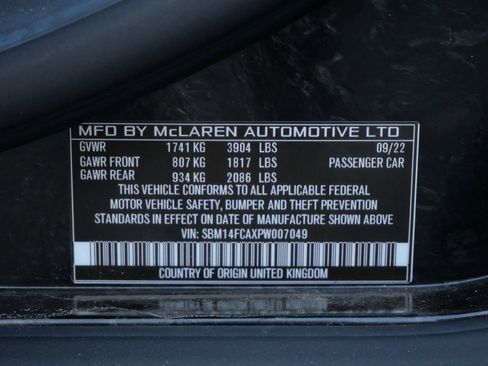 MFD BY McLAREN AUTOMOTIVE LTD
GVWR 1741 KG 3904 LBS 09/22
GAWR FRONT 807 KG 1817 LBS PASSENGER CAR
GAWR REAR 934 KG 2086 LBS
THIS VEHICLE CONFORMS TO ALL APPLICABLE FEDERAL
MOTOR VEHICLE SAFETY, BUMPER AND THEFT PREVENTION
STANDARDS IN EFFECT ON DATE OF MANUFACTURE SHOWN ABOVE
VIN: SBM14FCAXPW007049
COUNTRY OF ORIGIN UNITED KINGDOM